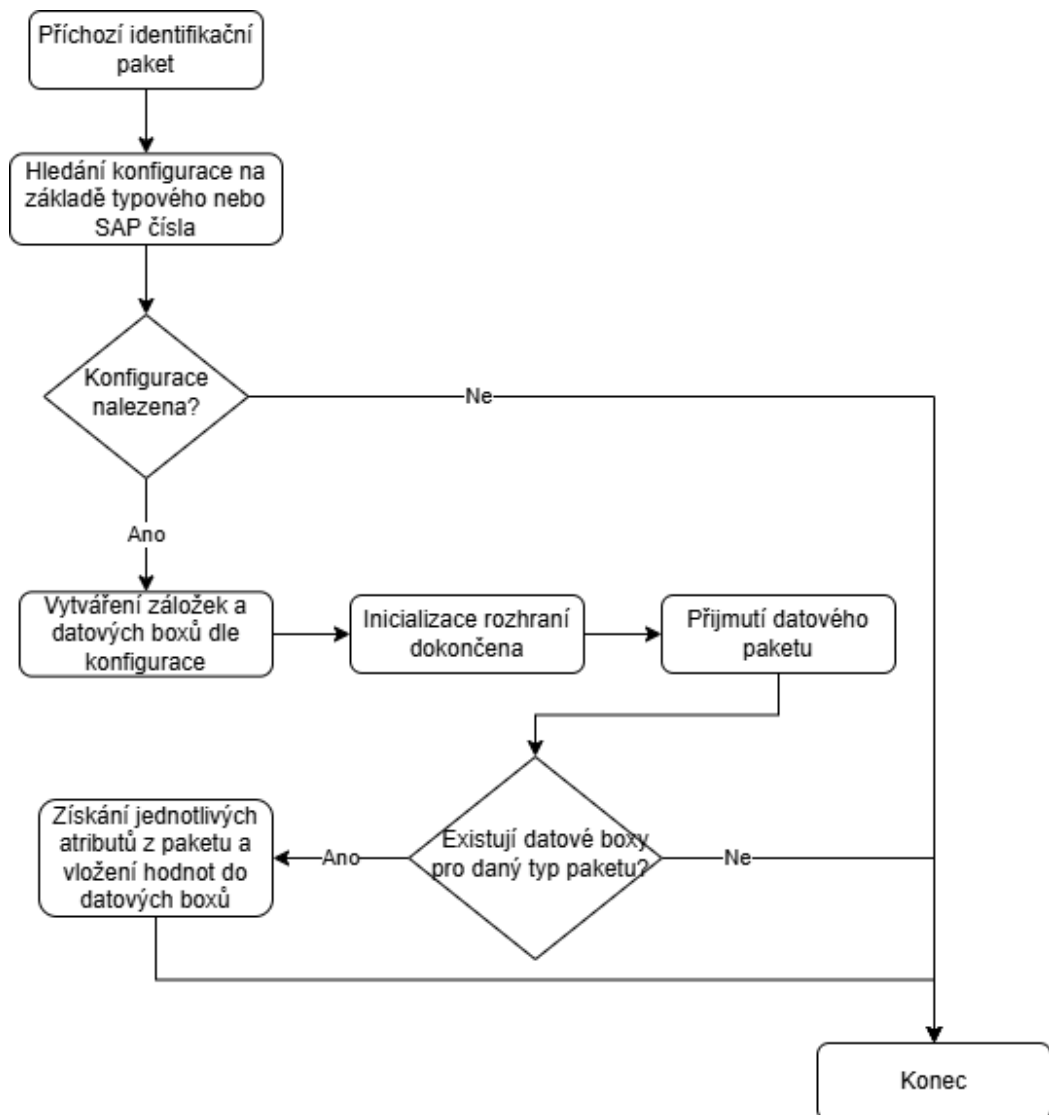 Příchozí identifikační
paket
Hledání konfigurace na
základě typového nebo
SAP čísla
Konfigurace
nalezena?
Ne
Ano
Vytváření záložek a
datových boxů dle
konfigurace
Inicializace rozhraní
dokončena
Přijmutí datového
paketu
Existují datové boxy
pro daný typ paketu?
Ano
Ne
Získání jednotlivých
atributů z paketu a
vložení hodnot do
datových boxů
Konec